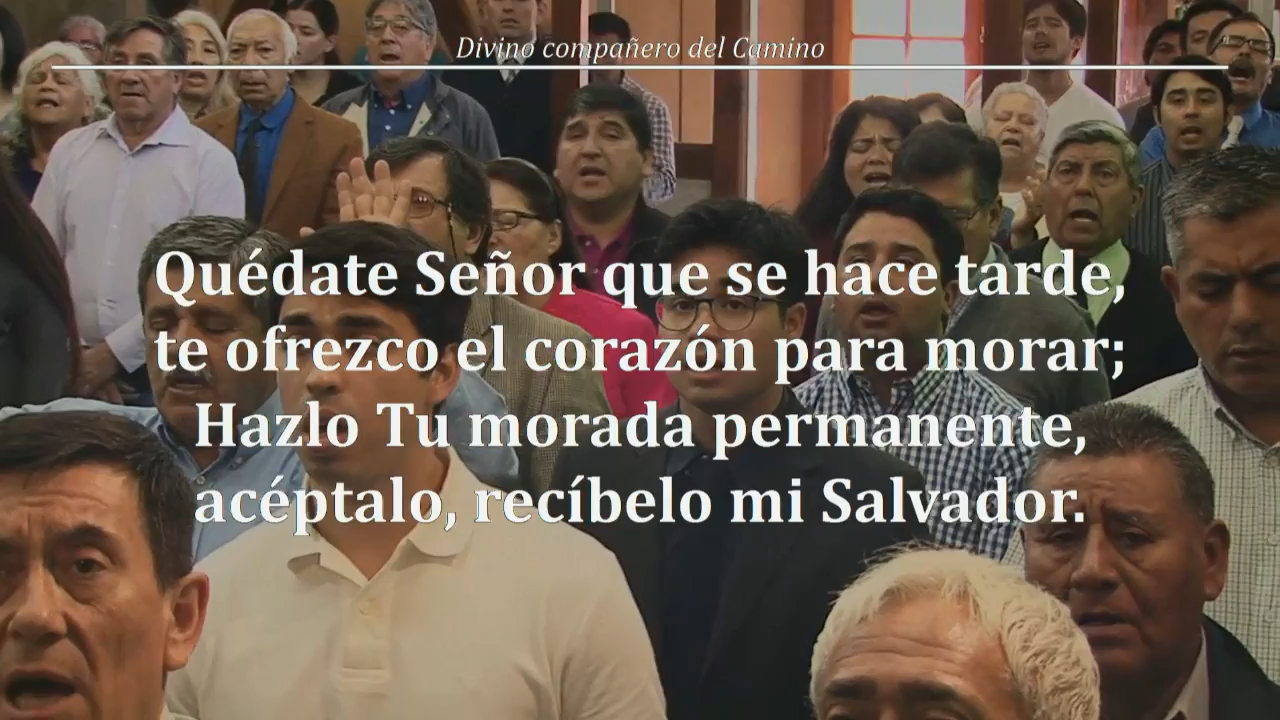 Divino compañero del Camino
Quédate Señor que se hace tarde,
te ofrezco el corazón para morar;
Hazlo Tu morada permanente,
acéptalo, recíbelo mi Salvador.